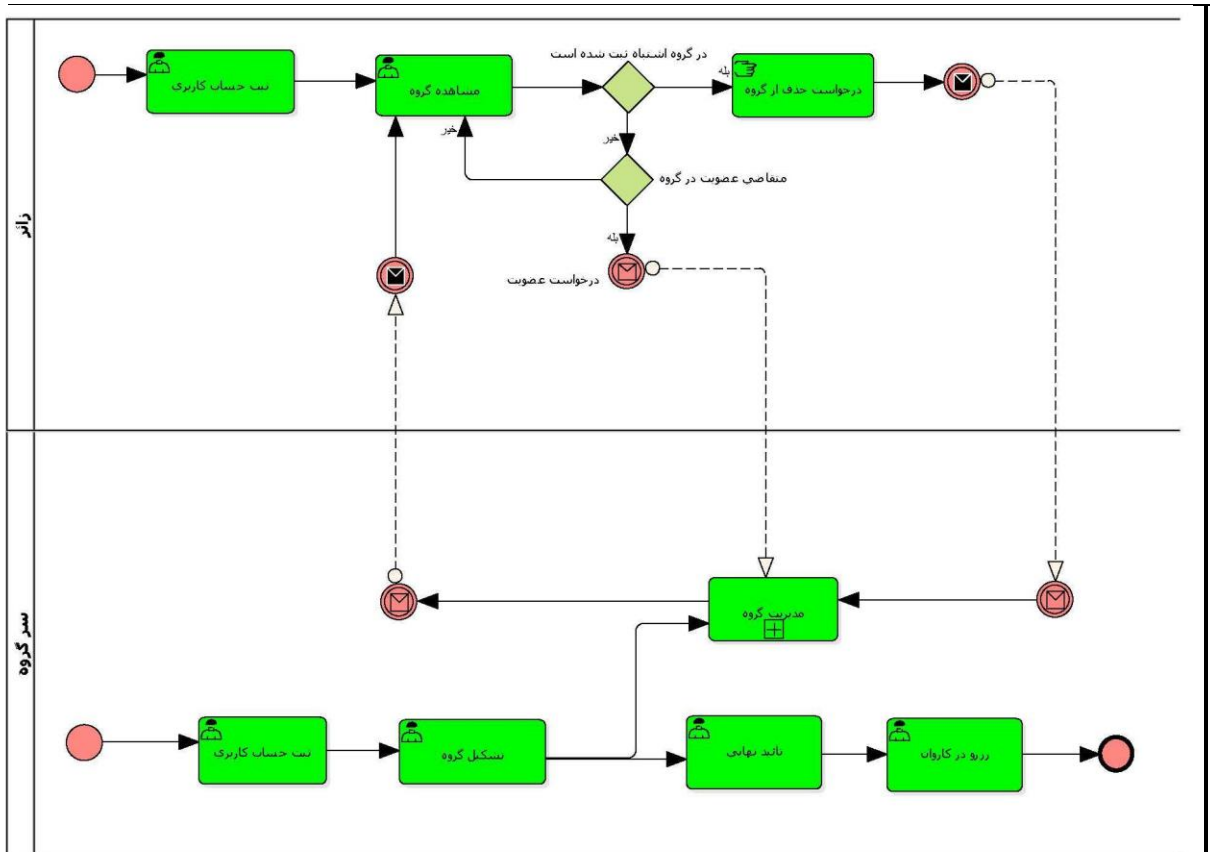 زائر
ثبت حساب کاربری
مشاهده گروه
در گروه اشتباه ثبت شده است
بله
درخواست حذف از گروه
خیر
خیر
متقاضی عضویت در گروه
بله
درخواست عضویت
سر گروه
مدیریت گروه
ثبت حساب کاربری
تشکیل گروه
تائید نهایی
رزرو در کاروان